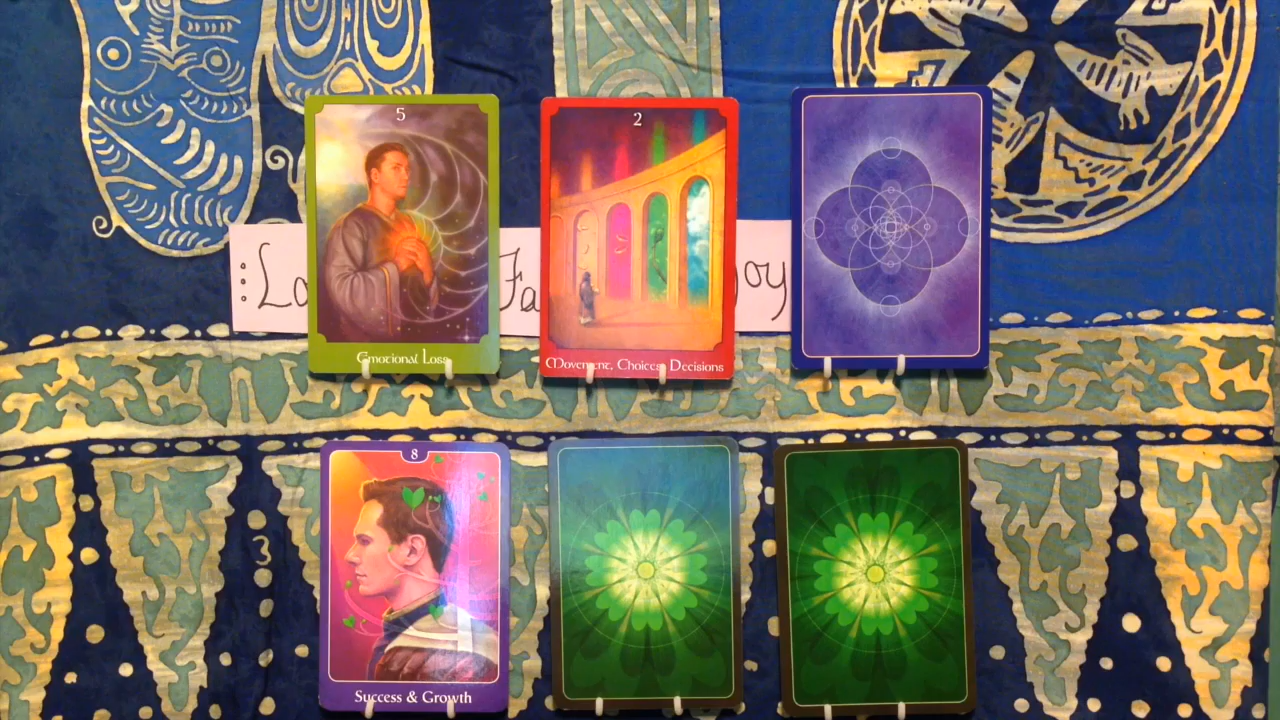 5
Emotional Loss
2
Movement, Choices, Decisions
8
Success & Growth